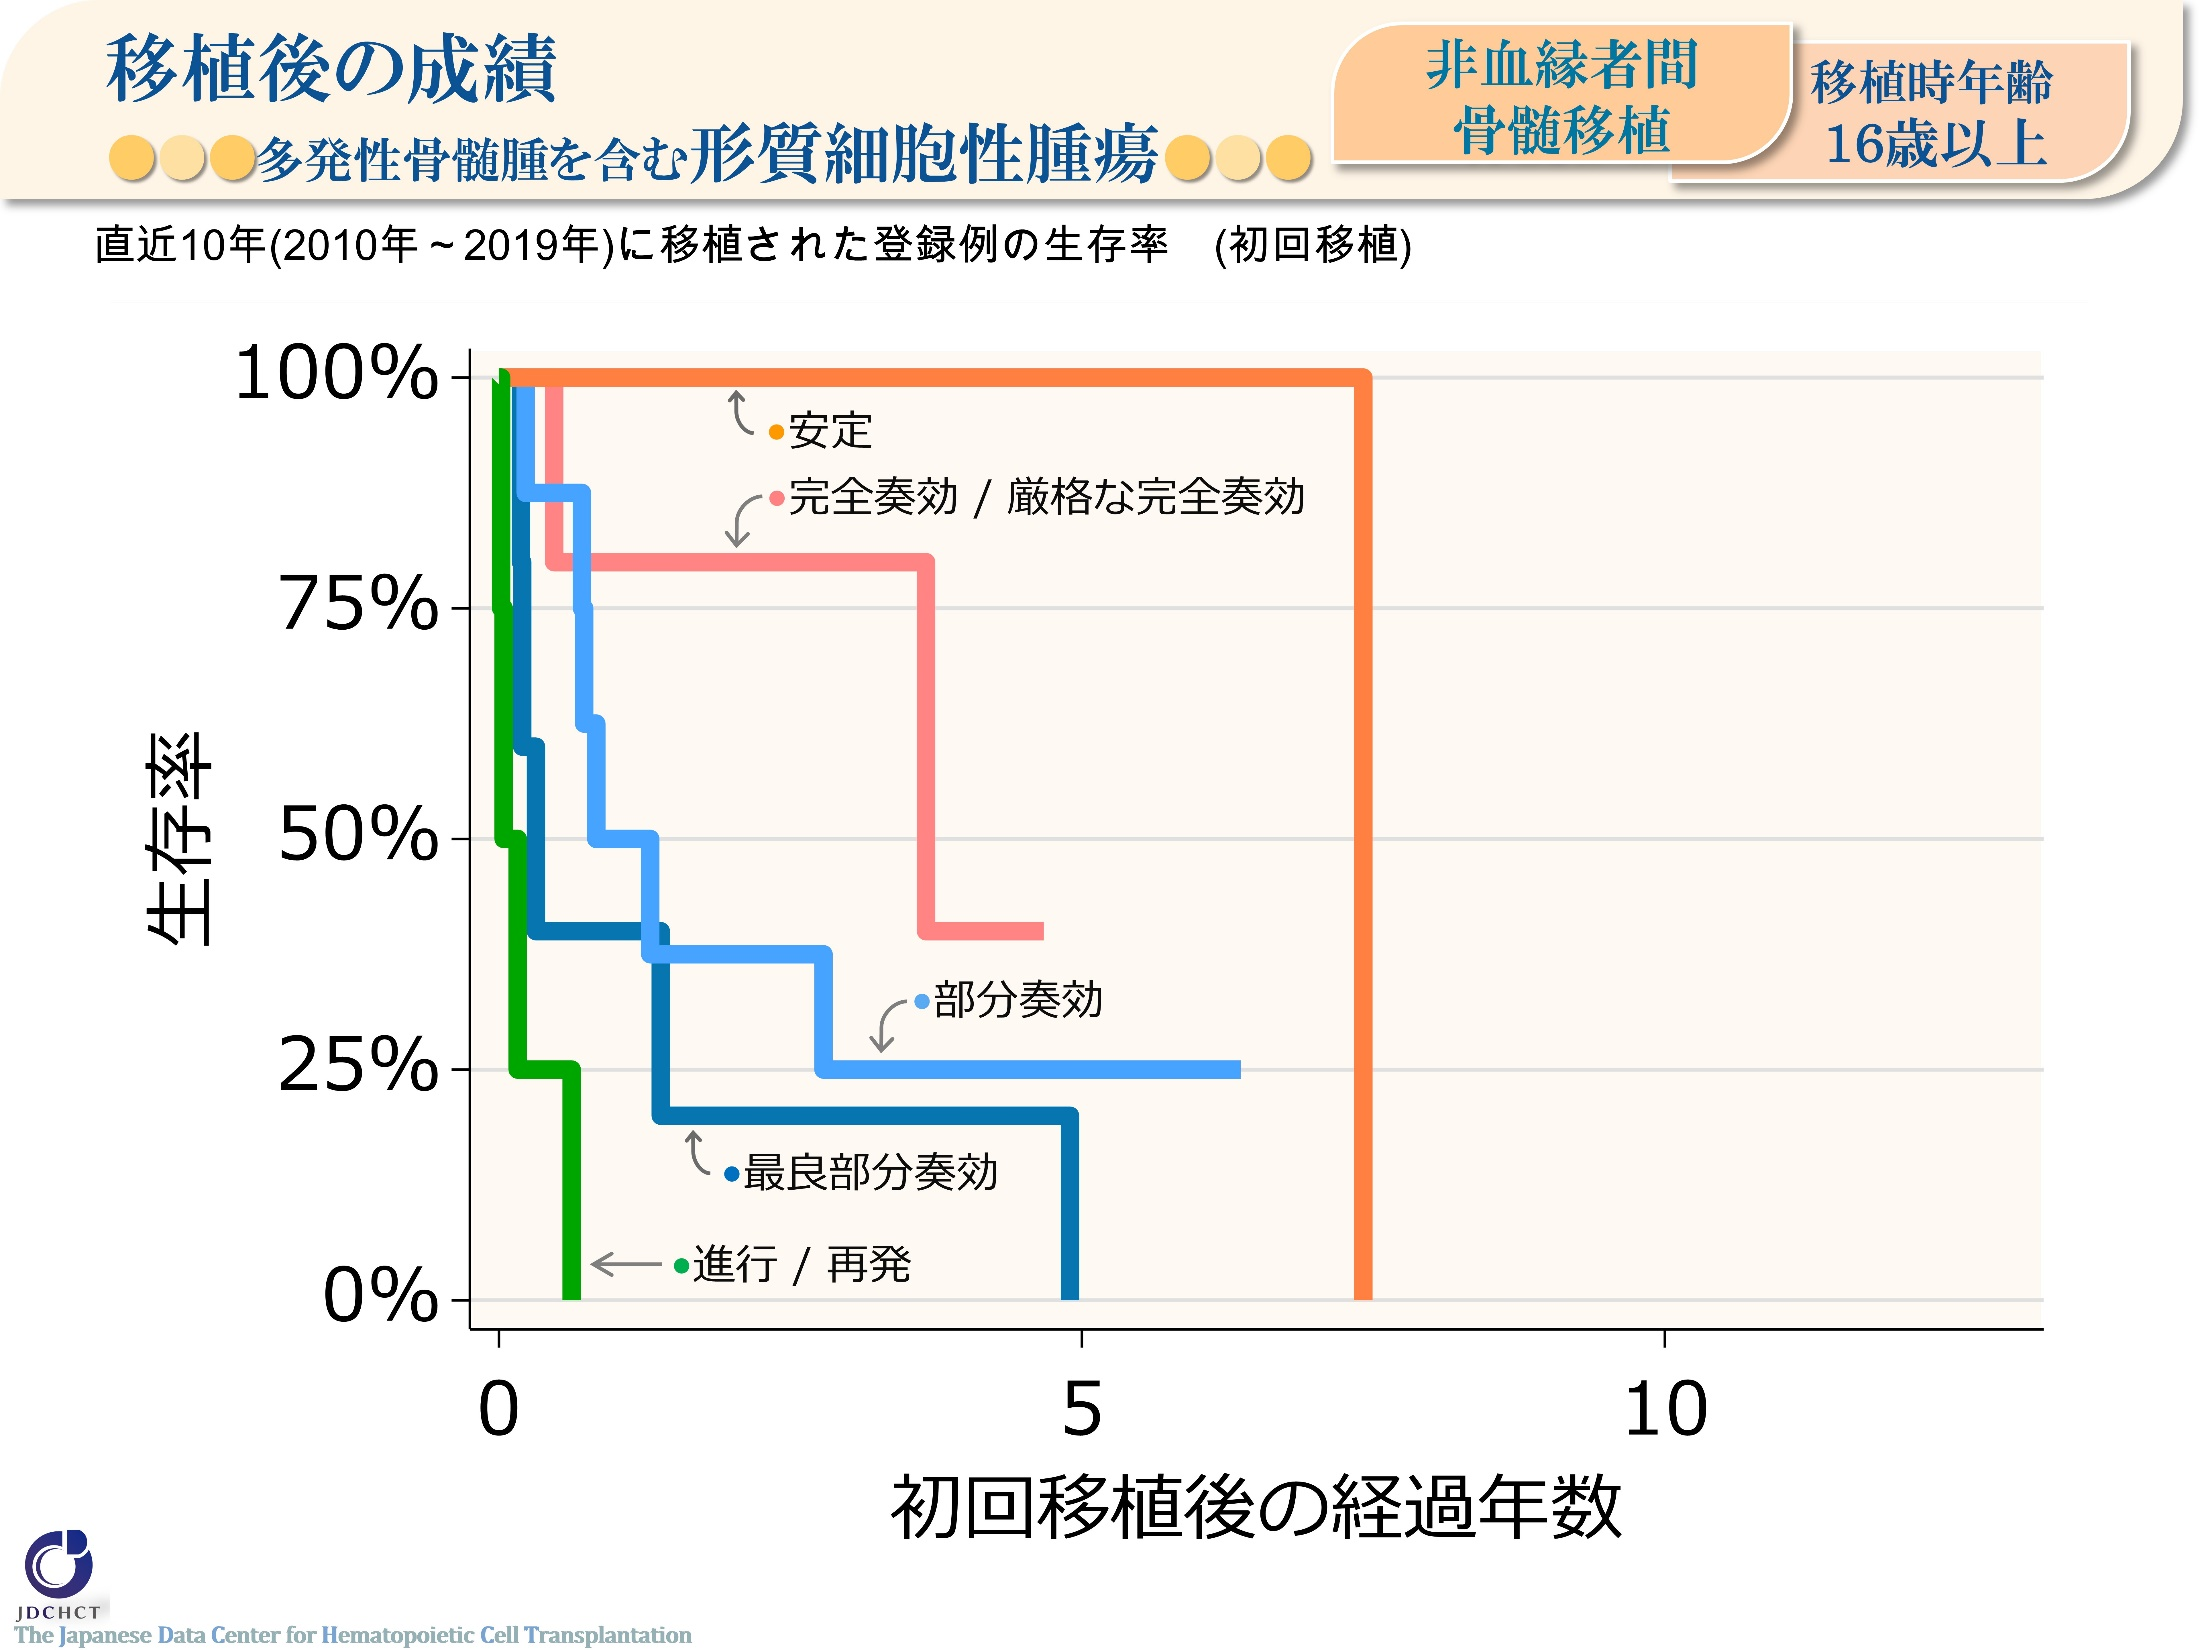 移植後の成績
多発性骨髄腫を含む形質細胞性腫瘍
非血縁者間
骨髄移植
移植時年齢
16歳以上
直近10年(2010年～2019年)に移植された登録例の生存率　(初回移植)
100%
75%
50%
25%
0%
生存率
安定
完全奏効 / 厳格な完全奏効
部分奏効
最良部分奏効
進行 / 再発
0
5
10
初回移植後の経過年数
JDCHCT
The Japanese Data Center for Hematopoietic Cell Transplantation